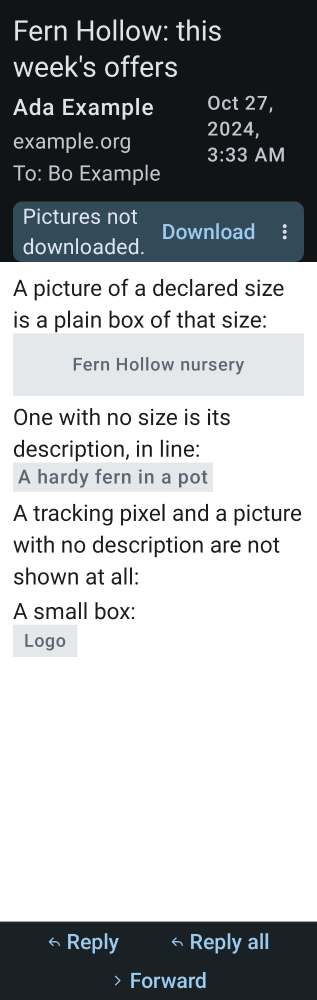 Fern Hollow: this
week's offers
Ada Example
example.org
To: Bo Example
Oct 27,
2024,
3:33 AM
Pictures not
downloaded.
Download
A picture of a declared size
is a plain box of that size:
Fern Hollow nursery
One with no size is its
description, in line:
A hardy fern in a pot
A tracking pixel and a picture
with no description are not
shown at all:
A small box:
Logo
Reply
Reply all
Forward